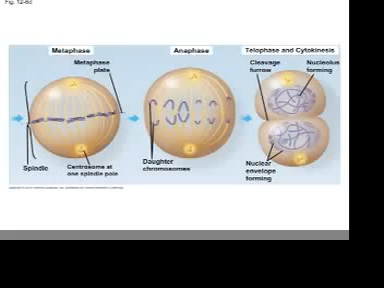 Fig. 12-6d
Metaphase
Anaphase
Telophase and Cytokinesis
Metaphase
plate
Cleavage
furrow
Nucleolus
forming
Spindle
Centrosome at
one spindle pole
Daughter
chromosomes
Nuclear
envelope
forming